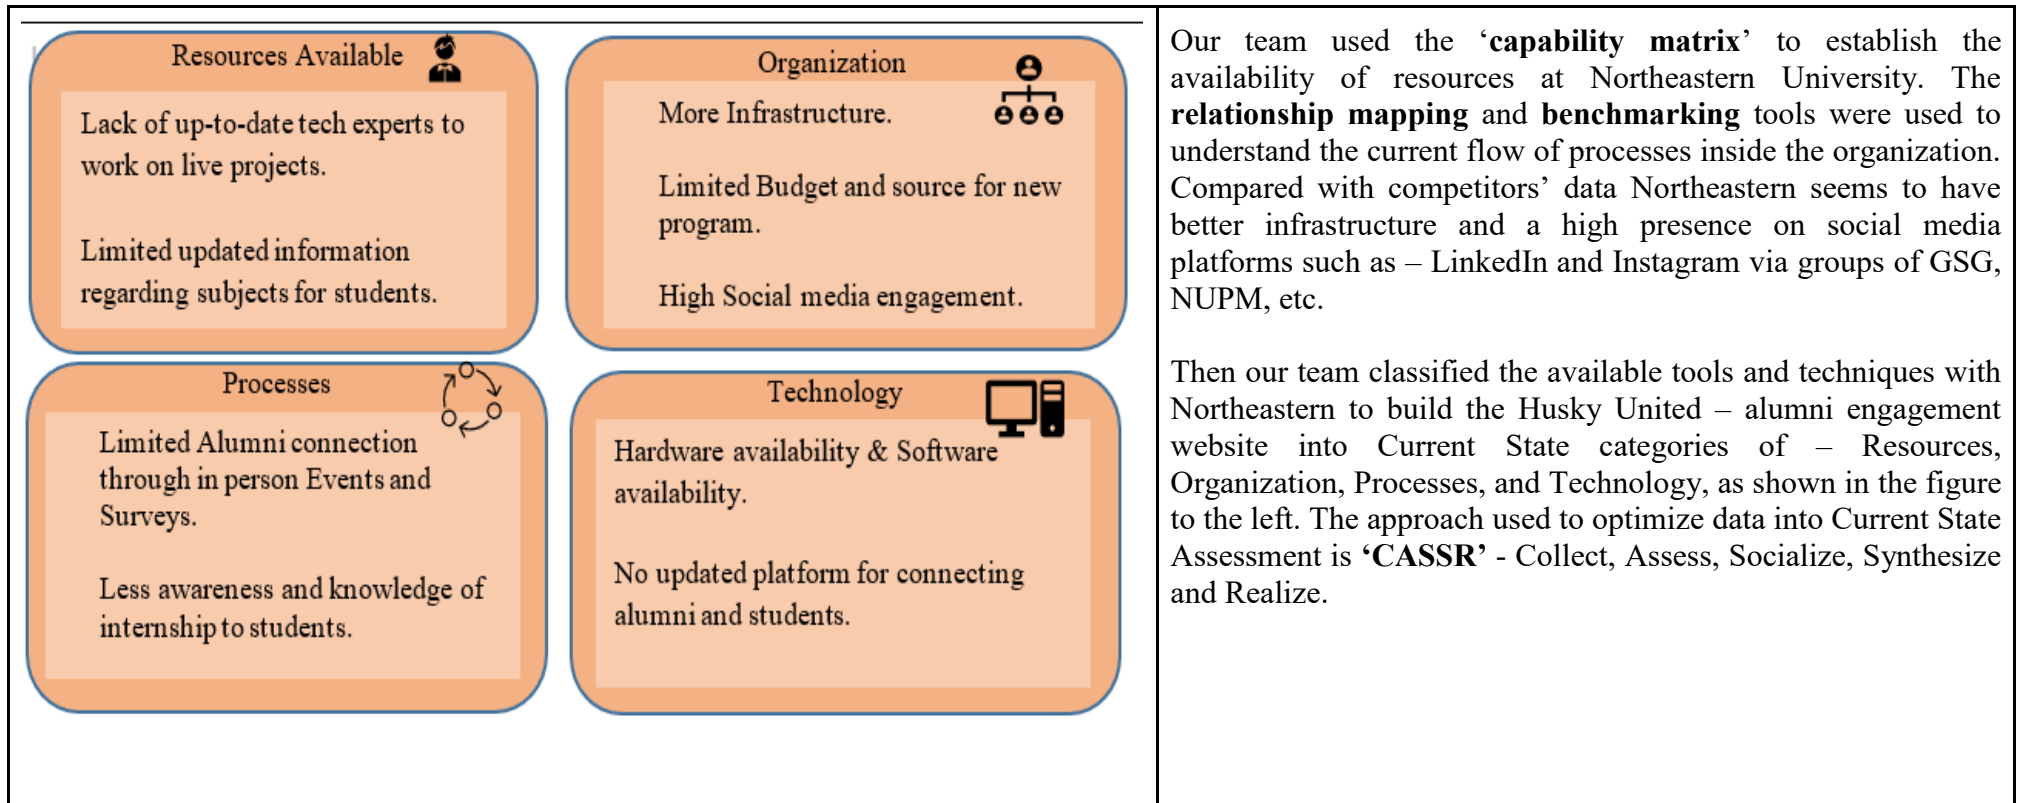 Resources Available
Lack of up-to-date tech experts to
work on live projects.
Limited updated information
regarding subjects for students.
Organization
More Infrastructure.
Limited Budget and source for new
program.
High Social media engagement.
Processes
Limited Alumni connection
through in person Events and
Surveys.
Less awareness and knowledge of
internship to students.
Technology
Hardware availability & Software
availability.
No updated platform for connecting
alumni and students.
Our team used the ‘capability matrix’ to establish the
availability of resources at Northeastern University. The
relationship mapping and benchmarking tools were used to
understand the current flow of processes inside the organization.
Compared with competitors’ data Northeastern seems to have
better infrastructure and a high presence on social media
platforms such as – LinkedIn and Instagram via groups of GSG,
NUPM, etc.
Then our team classified the available tools and techniques with
Northeastern to build the Husky United – alumni engagement
website into Current State categories of – Resources,
Organization, Processes, and Technology, as shown in the figure
to the left. The approach used to optimize data into Current State
Assessment is ‘CASSR’ - Collect, Assess, Socialize, Synthesize
and Realize.